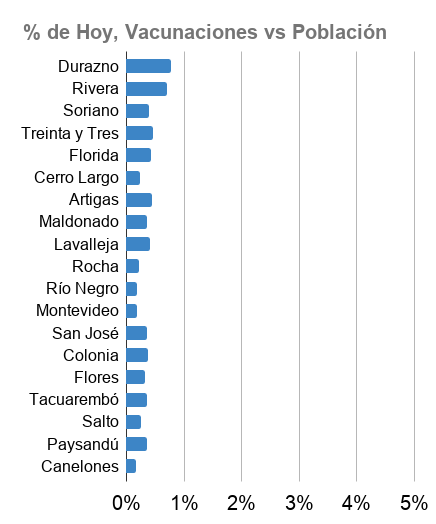 % de Hoy, Vacunaciones vs Población
Durazno
Rivera
Soriano
Treinta y Tres
Florida
Cerro Largo
Artigas
Maldonado
Lavalleja
Rocha
Río Negro
Montevideo
San José
Colonia
Flores
Tacuarembó
Salto
Paysandú
Canelones
0% 1% 2% 3% 4% 5%